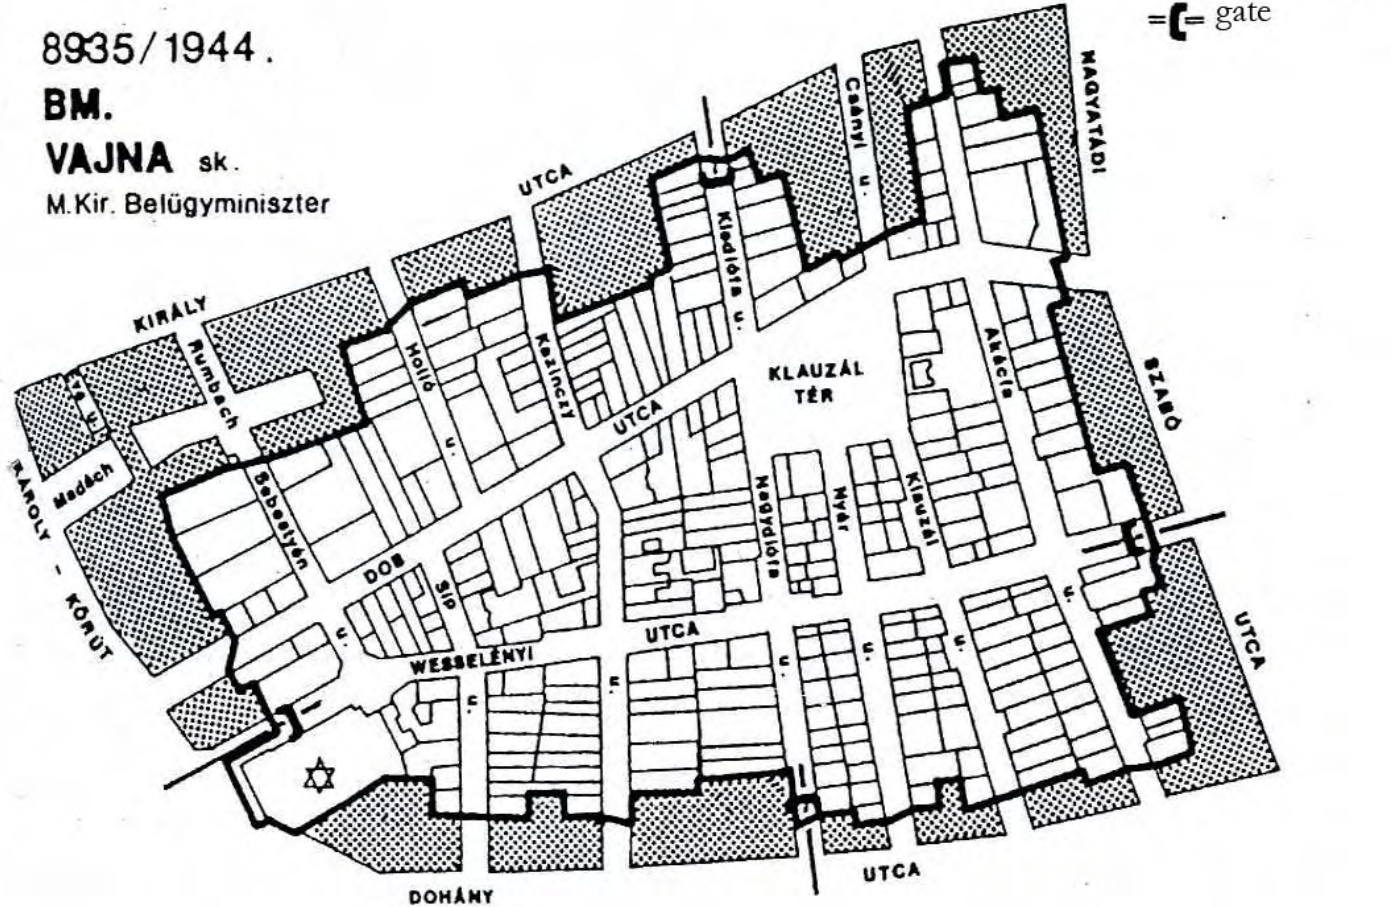 8935/1944.
BM.
VAJNA sk.
M.Kir. Belügyminiszter
gate
NAGYATÁDI
Csányi
u.
UTCA
Kisdiófa u.
KIRÁLY
Rumbach
Holló
u.
Kazinczy
UTCA
KLAUZÁL
TÉR
Akácfa
SZABÓ
u.
Madách
KÁROLY - KÖRÚT
Sebestyén
DOB
Síp
Nagydiófa
Nyár
Klauzál
u.
WESSELÉNYI
UTCA
u.
u.
u.
u.
u.
u.
UTCA
DOHÁNY
UTCA